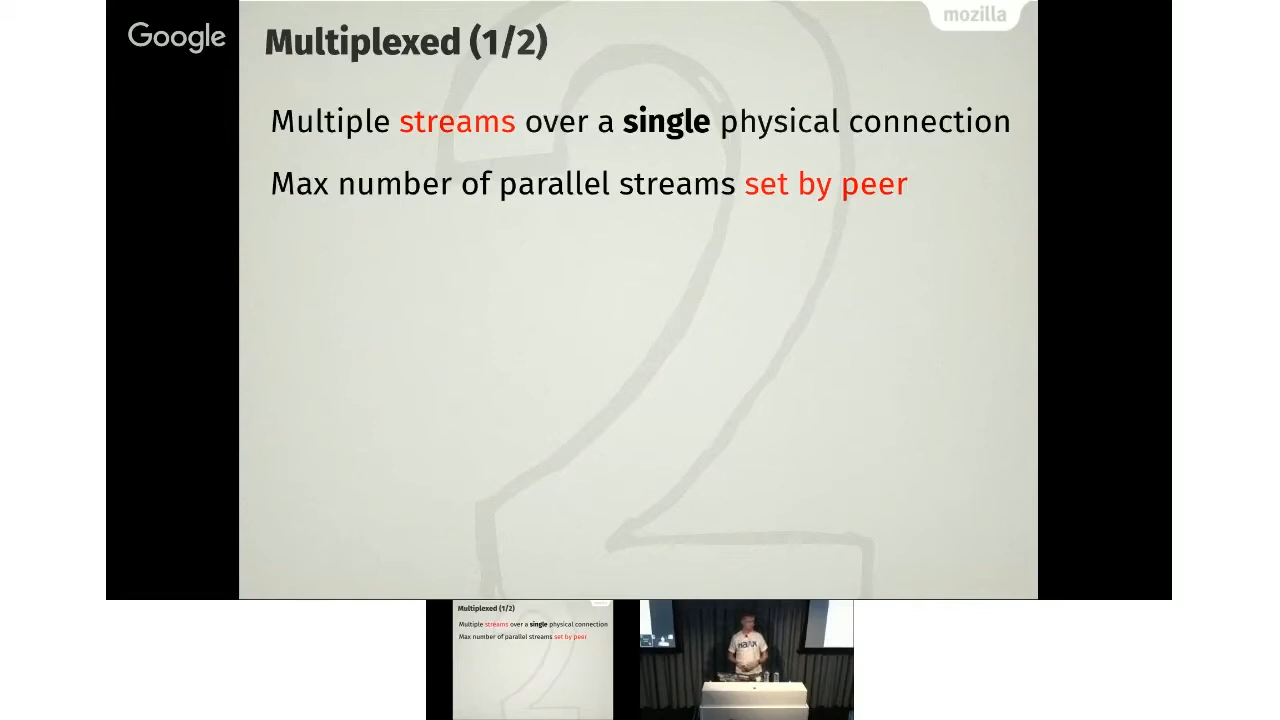 Google
mozilla
Multiplexed (1/2)
Multiple streams over a single physical connection
Max number of parallel streams set by peer
Multiplexed (1/2)
Multiple streams over a single physical connection
Max number of parallel streams set by peer